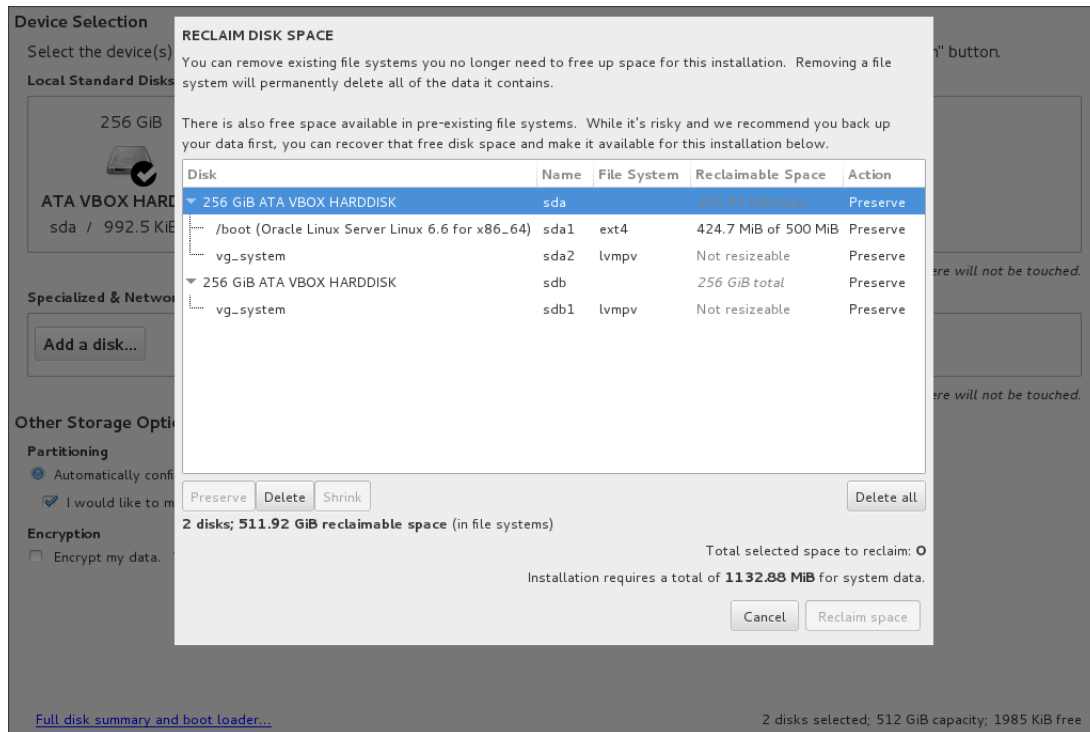 Device Selection
Select the device(s)
n" button.
Local Standard Disks
256 GiB
ATA VBOX HARD
sda / 992.5 KiB
ere will not be touched.
Specialized & Networ
Add a disk...
ere will not be touched.
Other Storage Opti
Partitioning
Automatically confi
I would like to m
Encryption
Encrypt my data.
Full disk summary and boot loader...
2 disks selected; 512 GiB capacity; 1985 KiB free
RECLAIM DISK SPACE
You can remove existing file systems you no longer need to free up space for this installation. Removing a file
system will permanently delete all of the data it contains.
There is also free space available in pre-existing file systems. While it's risky and we recommend you back up
your data first, you can recover that free disk space and make it available for this installation below.
Disk Name File System Reclaimable Space Action
256 GiB ATA VBOX HARDDISK sda Preserve
/boot (Oracle Linux Server Linux 6.6 for x86_64) sda1 ext4 424.7 MiB of 500 MiB Preserve
vg_system sda2 lvmpv Not resizeable Preserve
256 GiB ATA VBOX HARDDISK sdb 256 GiB total Preserve
vg_system sdb1 lvmpv Not resizeable Preserve
Preserve Delete Shrink Delete all
2 disks; 511.92 GiB reclaimable space (in file systems)
Total selected space to reclaim: 0
Installation requires a total of 1132.88 MiB for system data.
Cancel Reclaim space